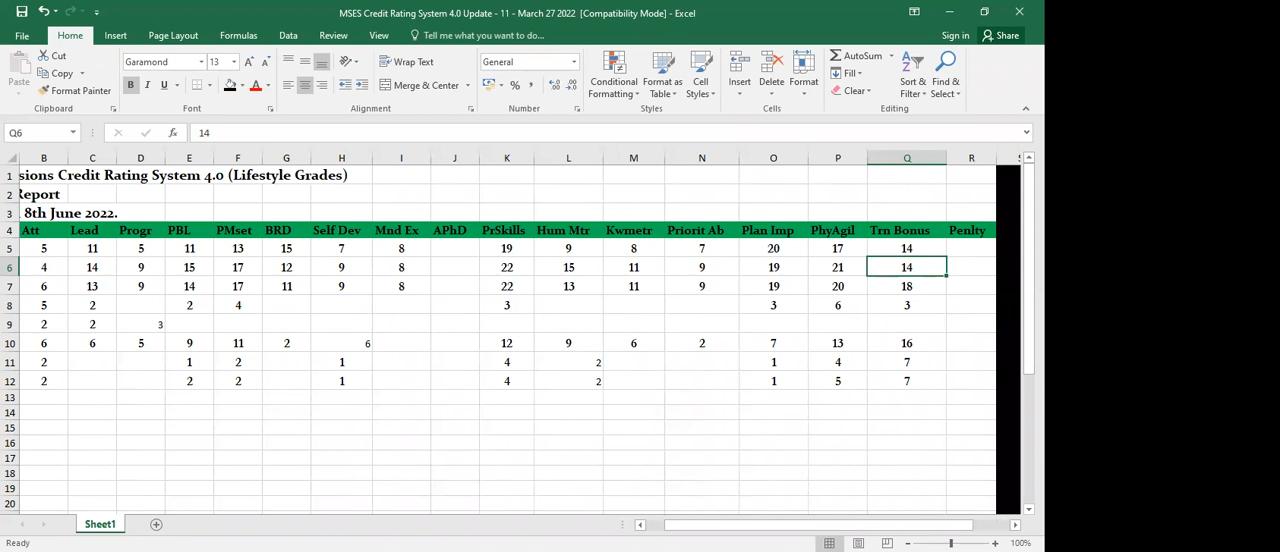 MSES Credit Rating System 4.0 Update - 11 - March 27 2022 [Compatibility Mode] - Excel
File Home Insert Page Layout Formulas Data Review View Tell me what you want to do... Sign in Share
Paste Cut Copy Format Painter Clipboard
Garamond 13 B I U A Font
Wrap Text Merge & Center Alignment
General % , Number
Conditional Formatting Format as Table Cell Styles Styles
Insert Delete Format Cells
AutoSum Fill Clear Sort & Filter Find & Select Editing
Q6 fx 14
B C D E F G H I J K L M N O P Q R S
1 sions Credit Rating System 4.0 (Lifestyle Grades)
2 Report
3 8th June 2022.
4 Att Lead Progr PBL PMset BRD Self Dev Mnd Ex APhD PrSkills Hum Mtr Kwmetr Priorit Ab Plan Imp PhyAgil Trn Bonus Penlty
5 5 11 5 11 13 15 7 8 19 9 8 7 20 17 14
6 4 14 9 15 17 12 9 8 22 15 11 9 19 21 14
7 6 13 9 14 17 11 9 8 22 13 11 9 19 20 18
8 5 2 2 4 3 3 6 3
9 2 2 3
10 6 6 5 9 11 2 6 12 9 6 2 7 13 16
11 2 1 2 1 4 2 1 4 7
12 2 2 2 1 4 2 1 5 7
13
14
15
16
17
18
19
20
Sheet1
Ready 100%